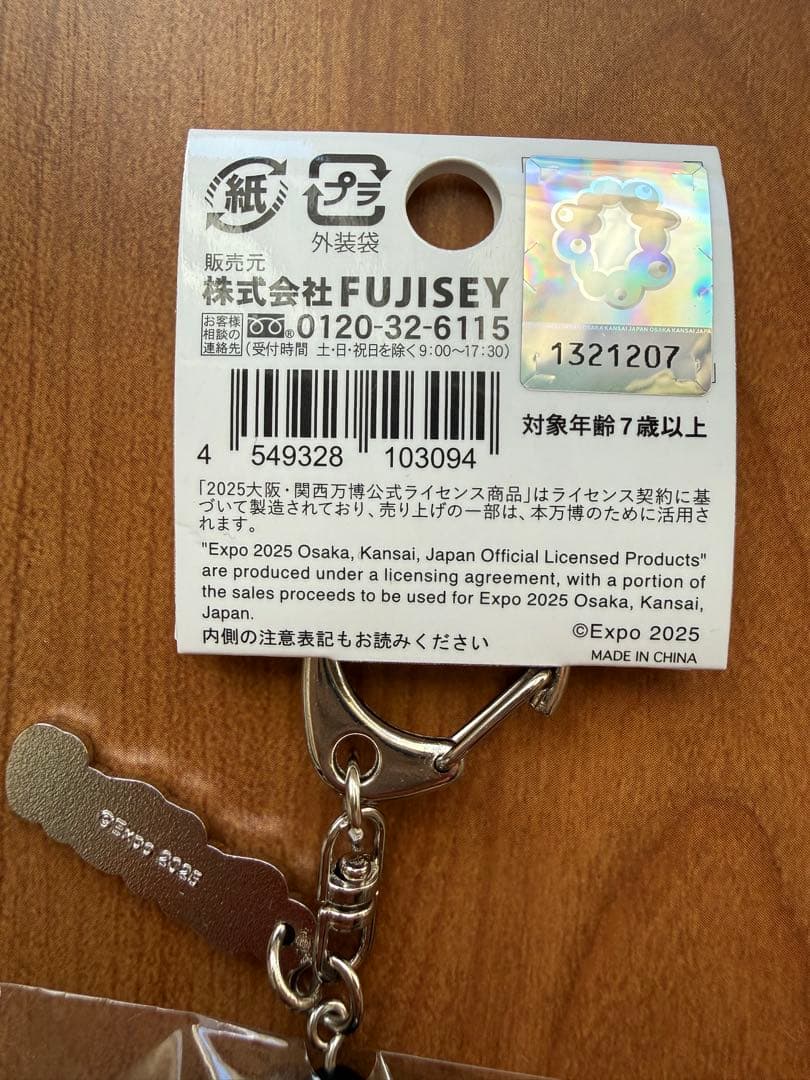 紙
プラ
外装袋
販売元
株式会社FUJISEY
お客様
相談の
連絡先
® 0120-32-6115
(受付時間 土・日・祝日を除く9:00〜17:30)
1321207
4 549328 103094
対象年齢7歳以上
「2025大阪・関西万博公式ライセンス商品」はライセンス契約に基
づいて製造されており、売り上げの一部は、本万博のために活用さ
れます。
"Expo 2025 Osaka, Kansai, Japan Official Licensed Products"
are produced under a licensing agreement, with a portion of
the sales proceeds to be used for Expo 2025 Osaka, Kansai,
Japan.
内側の注意表記もお読みください
©Expo 2025
MADE IN CHINA
©Expo 2025